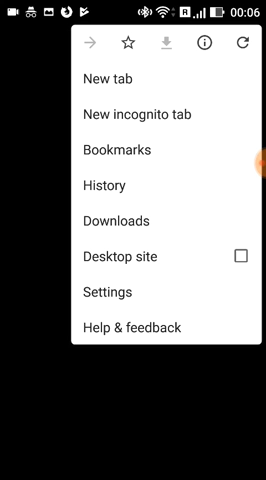 R 00:06
New tab
New incognito tab
Bookmarks
History
Downloads
Desktop site
Settings
Help & feedback